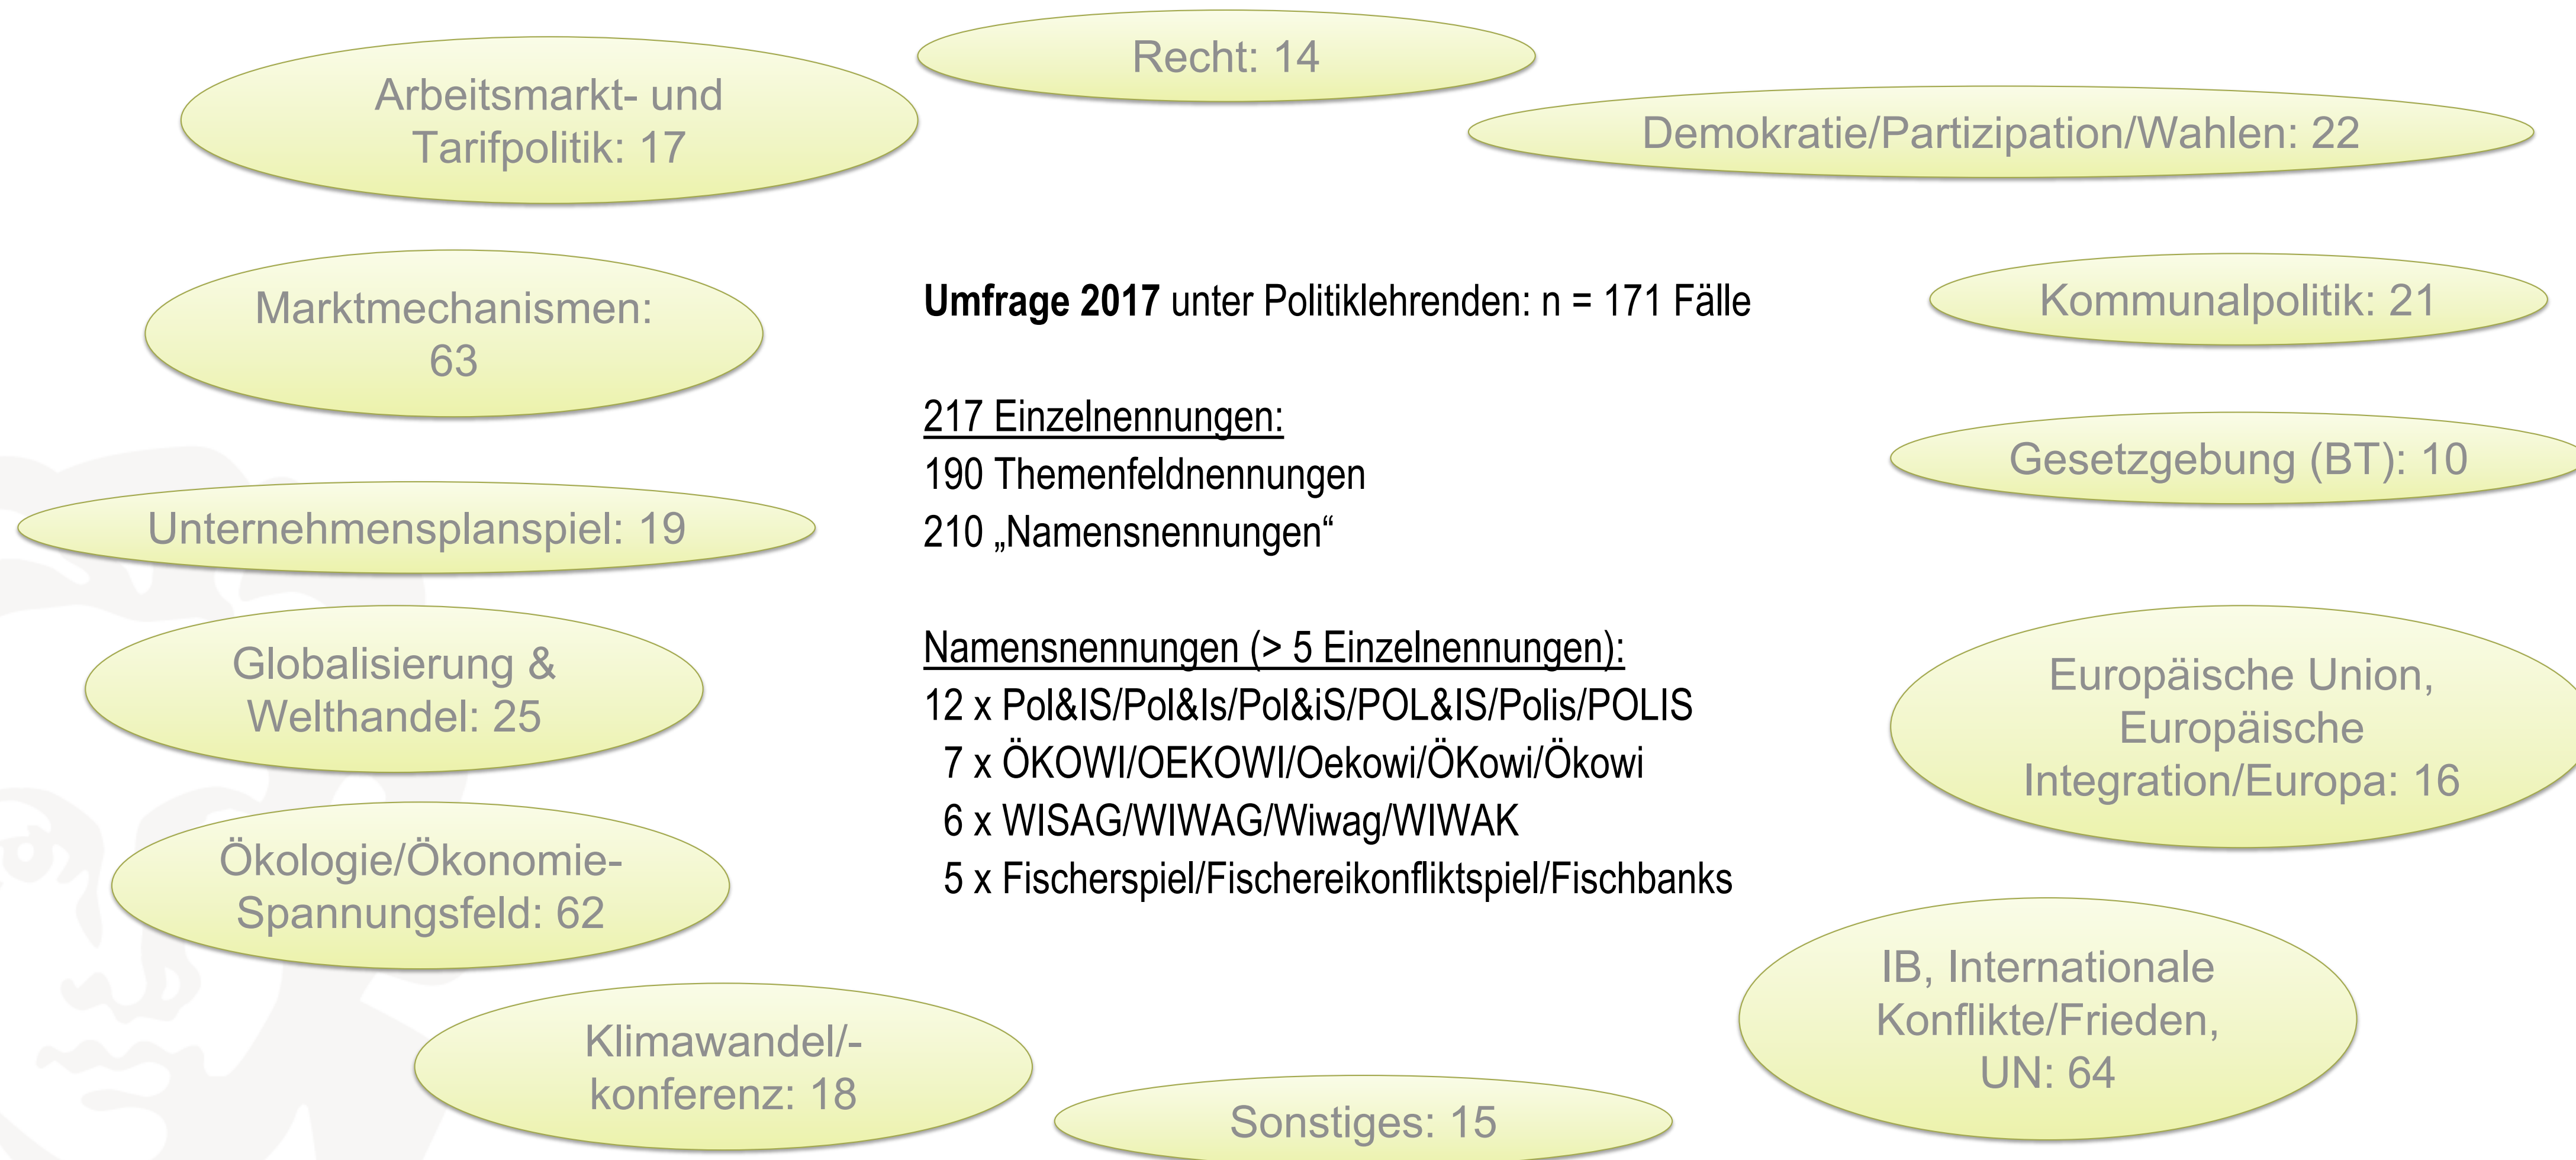 Recht: 14
Arbeitsmarkt- und
Tarifpolitik: 17
Demokratie/Partizipation/Wahlen: 22
Marktmechanismen:
63
Umfrage 2017 unter Politiklehrenden: n = 171 Fälle
Kommunalpolitik: 21
217 Einzelnennungen:
190 Themenfeldnennungen
210 „Namensnennungen“
Gesetzgebung (BT): 10
Unternehmensplanspiel: 19
Namensnennungen (> 5 Einzelnennungen):
12 x Pol&IS/Pol&Is/Pol&iS/POL&IS/Polis/POLIS
7 x ÖKOWI/OEKOWI/Oekowi/ÖKowi/Ökowi
6 x WISAG/WIWAG/Wiwag/WIWAK
5 x Fischerspiel/Fischereikonfliktspiel/Fischbanks
Globalisierung &
Welthandel: 25
Europäische Union,
Europäische
Integration/Europa: 16
Ökologie/Ökonomie-
Spannungsfeld: 62
IB, Internationale
Konflikte/Frieden,
UN: 64
Klimawandel/-
konferenz: 18
Sonstiges: 15